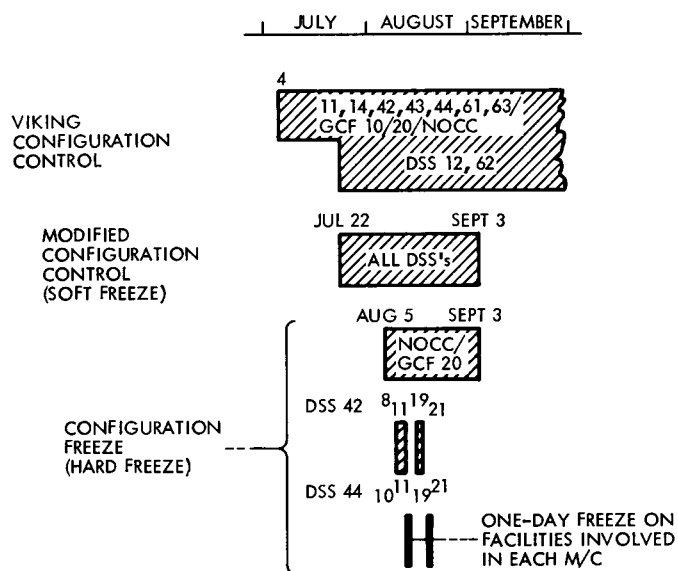 JULY AUGUST SEPTEMBER
4
VIKING
CONFIGURATION
CONTROL
11, 14, 42, 43, 44, 61, 63/
GCF 10/20/NOCC
DSS 12, 62
MODIFIED
CONFIGURATION
CONTROL
(SOFT FREEZE)
JUL 22 SEPT 3
ALL DSS's
AUG 5 SEPT 3
NOCC/
GCF 20
CONFIGURATION
FREEZE
(HARD FREEZE)
DSS 42 8 11 19 21
DSS 44 10 11 19 21
ONE-DAY FREEZE ON
FACILITIES INVOLVED
IN EACH M/C